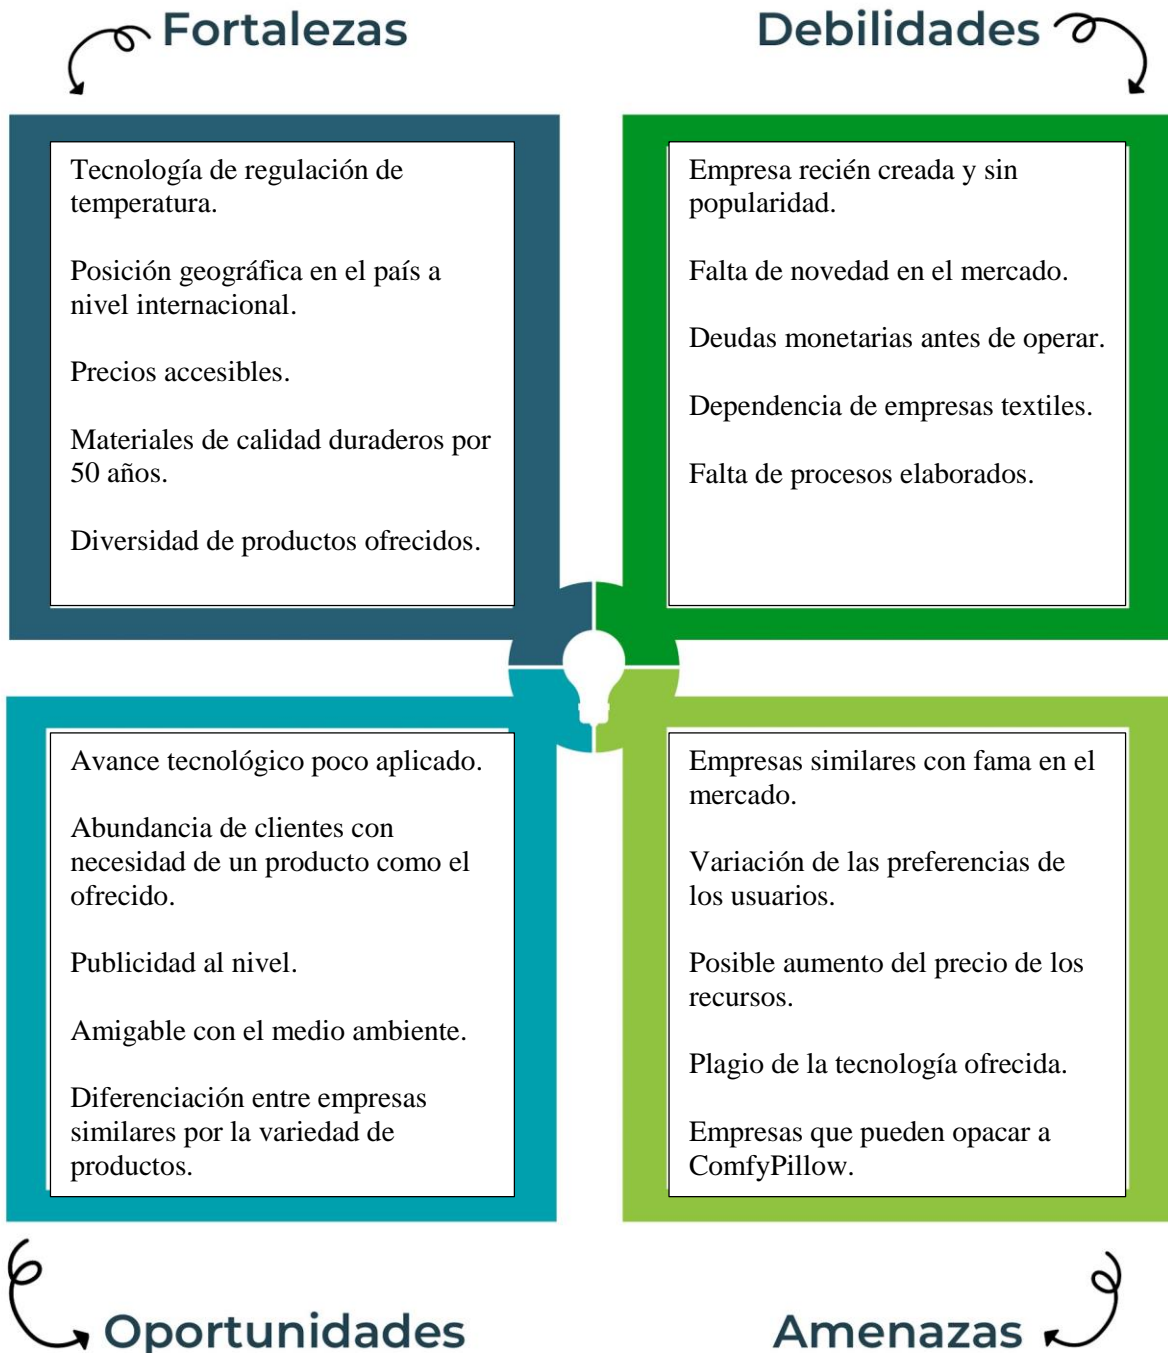 Fortalezas
Tecnología de regulación de
temperatura.
Posición geográfica en el país a
nivel internacional.
Precios accesibles.
Materiales de calidad duraderos por
50 años.
Diversidad de productos ofrecidos.
Debilidades
Empresa recién creada y sin
popularidad.
Falta de novedad en el mercado.
Deudas monetarias antes de operar.
Dependencia de empresas textiles.
Falta de procesos elaborados.
Avance tecnológico poco aplicado.
Abundancia de clientes con
necesidad de un producto como el
ofrecido.
Publicidad al nivel.
Amigable con el medio ambiente.
Diferenciación entre empresas
similares por la variedad de
productos.
Oportunidades
Empresas similares con fama en el
mercado.
Variación de las preferencias de
los usuarios.
Posible aumento del precio de los
recursos.
Plagio de la tecnología ofrecida.
Empresas que pueden opacar a
ComfyPillow.
Amenazas